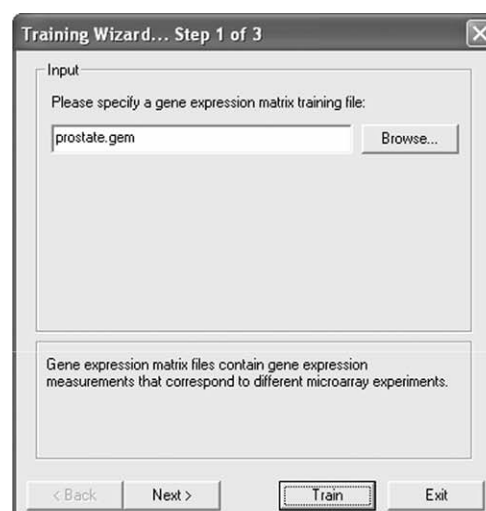 Training Wizard... Step 1 of 3
Input
Please specify a gene expression matrix training file:
prostate.gem
Browse...
Gene expression matrix files contain gene expression
measurements that correspond to different microarray experiments.
< Back
Next >
Train
Exit